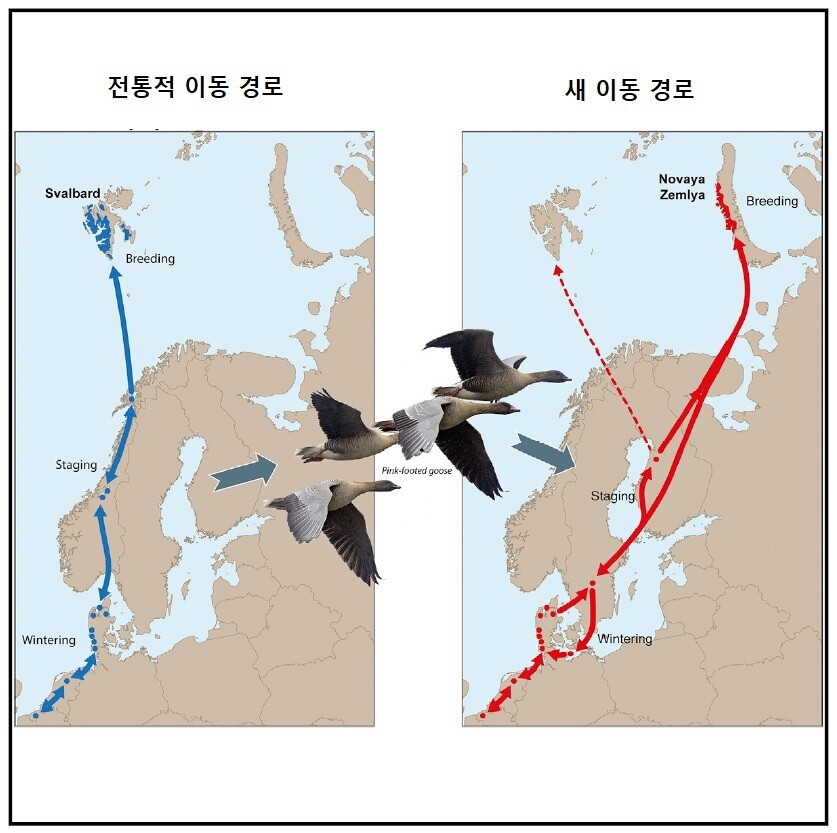 전통적 이동 경로
새 이동 경로
Svalbard
Breeding
Staging
Wintering
Pink-footed goose
Novaya
Zemlya
Breeding
Staging
Wintering